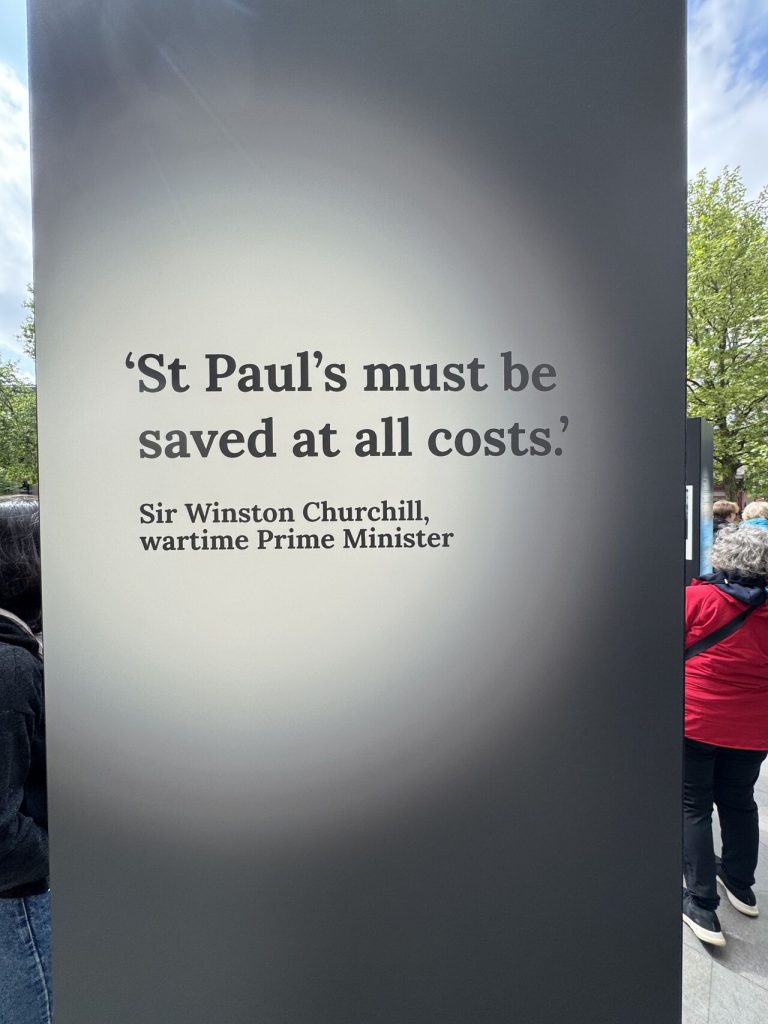 ‘St Paul’s must be
saved at all costs.’
Sir Winston Churchill,
wartime Prime Minister